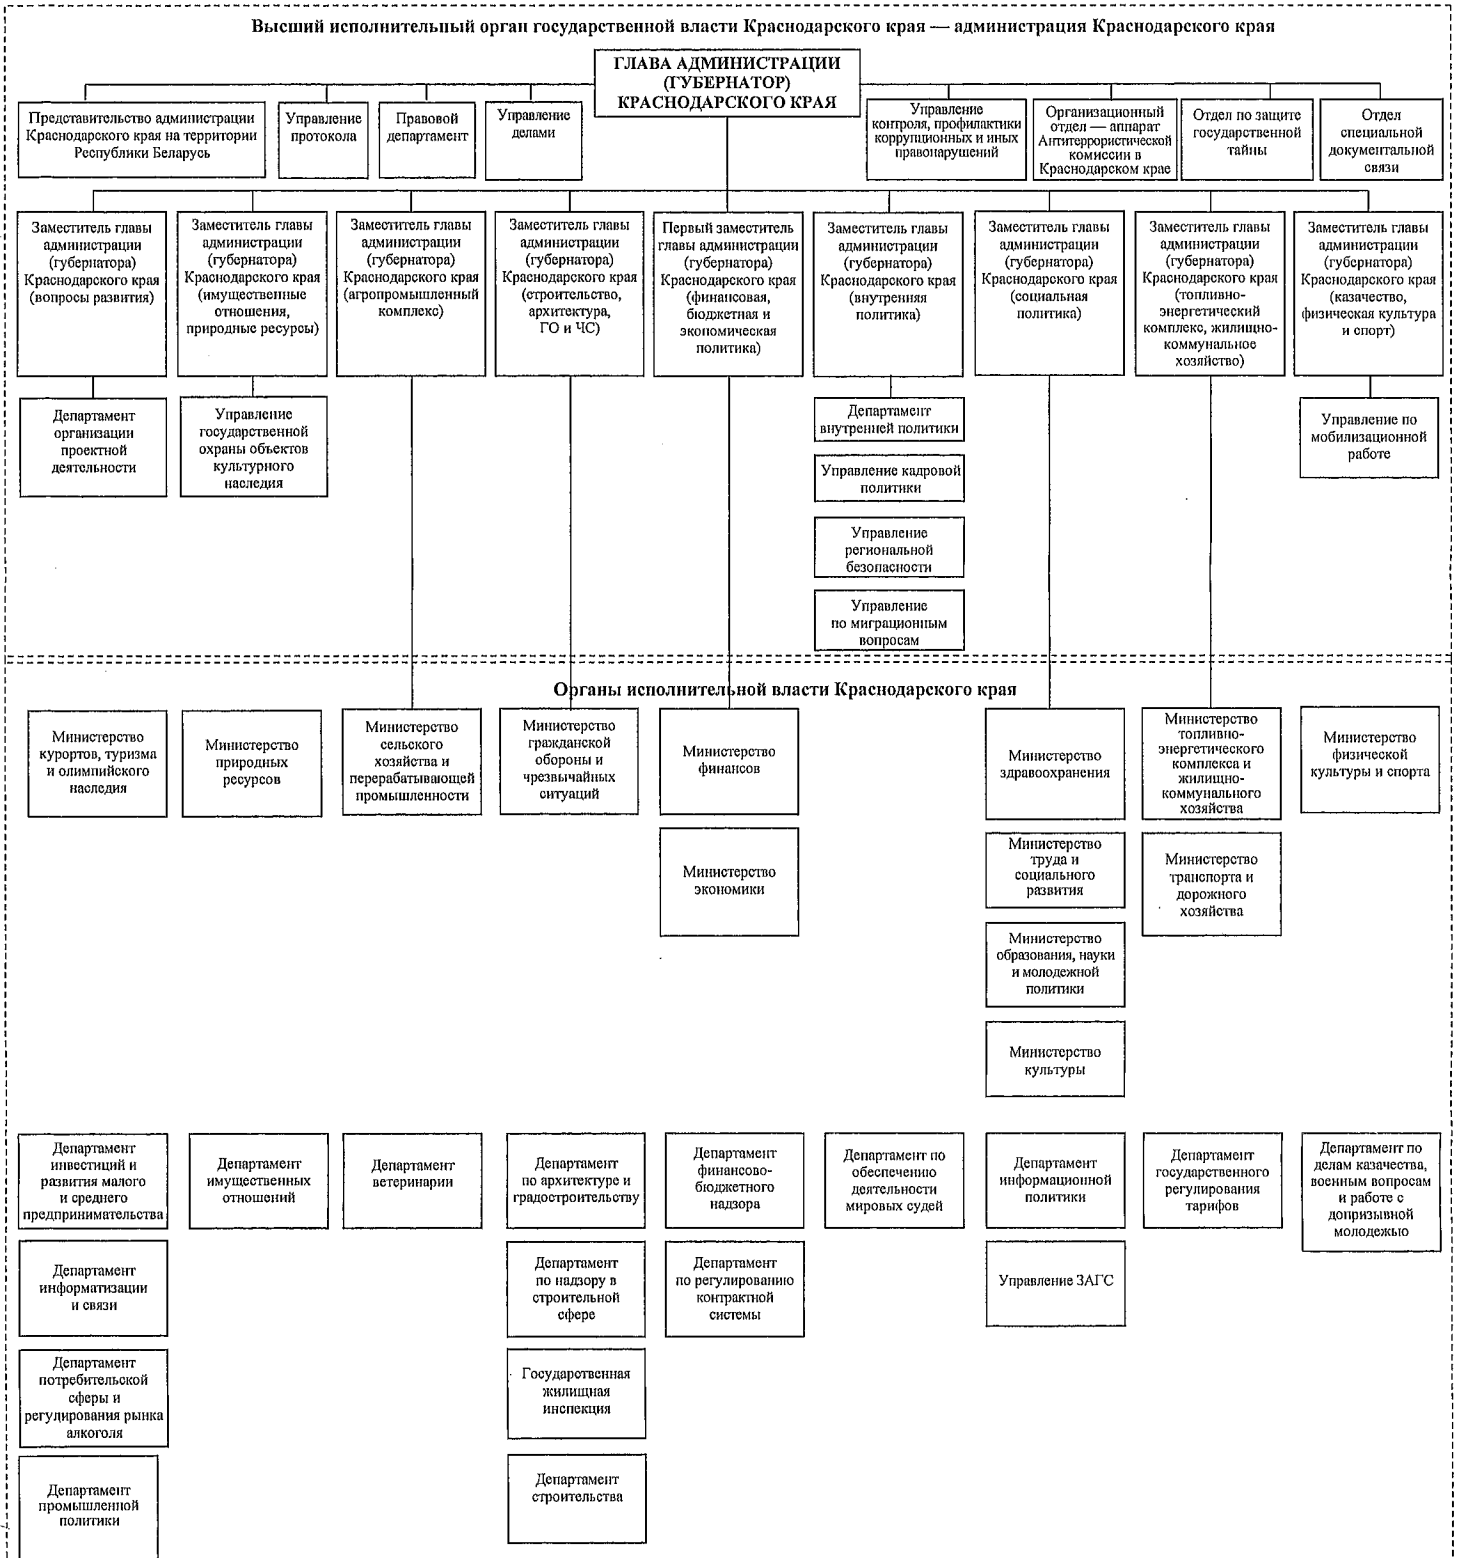 Высший исполнительный орган государственной власти Краснодарского края — администрация Краснодарского края
ГЛАВА АДМИНИСТРАЦИИ
(ГУБЕРНАТОР)
КРАСНОДАРСКОГО КРАЯ
Представительство администрации
Краснодарского края на территории
Республики Беларусь
Управление
протокола
Правовой
департамент
Управление
делами
Управление
контроля, профилактики
коррупционных и иных
правонарушений
Организационный
отдел — аппарат
Антитеррористической
комиссии в
Краснодарском крае
Отдел по защите
государственной
тайны
Отдел
специальной
документальной
связи
Заместитель главы
администрации
(губернатора)
Краснодарского края
(вопросы развития)
Заместитель главы
администрации
(губернатора)
Краснодарского края
(имущественные
отношения,
природные ресурсы)
Заместитель главы
администрации
(губернатора)
Краснодарского края
(агропромышленный
комплекс)
Заместитель главы
администрации
(губернатора)
Краснодарского края
(строительство,
архитектура,
ГО и ЧС)
Первый заместитель
главы администрации
(губернатора)
Краснодарского края
(финансовая,
бюджетная и
экономическая
политика)
Заместитель главы
администрации
(губернатора)
Краснодарского края
(внутренняя
политика)
Заместитель главы
администрации
(губернатора)
Краснодарского края
(социальная
политика)
Заместитель главы
администрации
(губернатора)
Краснодарского края
(топливно-
энергетический
комплекс, жилищно-
коммунальное
хозяйство)
Заместитель главы
администрации
(губернатора)
Краснодарского края
(казачество,
физическая культура
и спорт)
Департамент
организации
проектной
деятельности
Управление
государственной
охраны объектов
культурного
наследия
Департамент
внутренней политики
Управление кадровой
политики
Управление
региональной
безопасности
Управление
по миграционным
вопросам
Управление по
мобилизационной
работе
Органы исполнительной власти Краснодарского края
Министерство
курортов, туризма
и олимпийского
наследия
Министерство
природных
ресурсов
Министерство
сельского
хозяйства и
перерабатывающей
промышленности
Министерство
гражданской
обороны и
чрезвычайных
ситуаций
Министерство
финансов
Министерство
здравоохранения
Министерство
топливно-
энергетического
комплекса и
жилищно-
коммунального
хозяйства
Министерство
физической
культуры и спорта
Министерство
экономики
Министерство
труда и
социального
развития
Министерство
транспорта и
дорожного
хозяйства
Министерство
образования, науки
и молодежной
политики
Министерство
культуры
Департамент
инвестиций и
развития малого
и среднего
предпринимательства
Департамент
имущественных
отношений
Департамент
ветеринарии
Департамент
по архитектуре и
градостроительству
Департамент
финансово-
бюджетного
надзора
Департамент по
обеспечению
деятельности
мировых судей
Департамент
информационной
политики
Департамент
государственного
регулирования
тарифов
Департамент по
делам казачества,
военным вопросам
и работе с
допризывной
молодежью
Департамент
информатизации
и связи
Департамент
по надзору в
строительной
сфере
Департамент
по регулированию
контрактной
системы
Управление ЗАГС
Департамент
потребительской
сферы и
регулирования рынка
алкоголя
Государственная
жилищная
инспекция
Департамент
промышленной
политики
Департамент
строительства